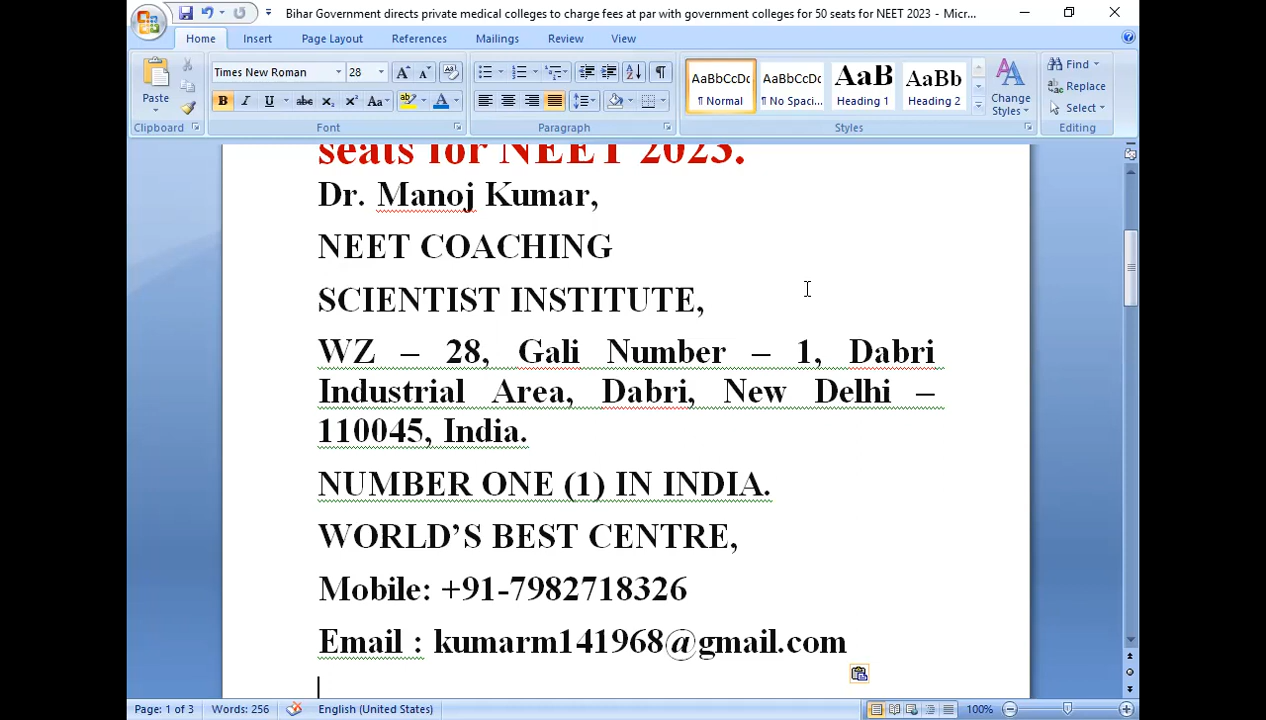 Bihar Government directs private medical colleges to charge fees at par with government colleges for 50 seats for NEET 2023 - Micr...
Home Insert Page Layout References Mailings Review View
Times New Roman 28
AaBbCcDc AaBbCcDc AaB AaBb
Paste
B I U abc x₂ x² Aa
¶ Normal ¶ No Spaci... Heading 1 Heading 2
Change Styles
Find
Replace
Select
Clipboard Font Paragraph Styles Editing
seats for NEET 2023.
Dr. Manoj Kumar,
NEET COACHING
SCIENTIST INSTITUTE,
WZ – 28, Gali Number – 1, Dabri
Industrial Area, Dabri, New Delhi –
110045, India.
NUMBER ONE (1) IN INDIA.
WORLD’S BEST CENTRE,
Mobile: +91-7982718326
Email : kumarm141968@gmail.com
Page: 1 of 3 Words: 256 English (United States) 100%